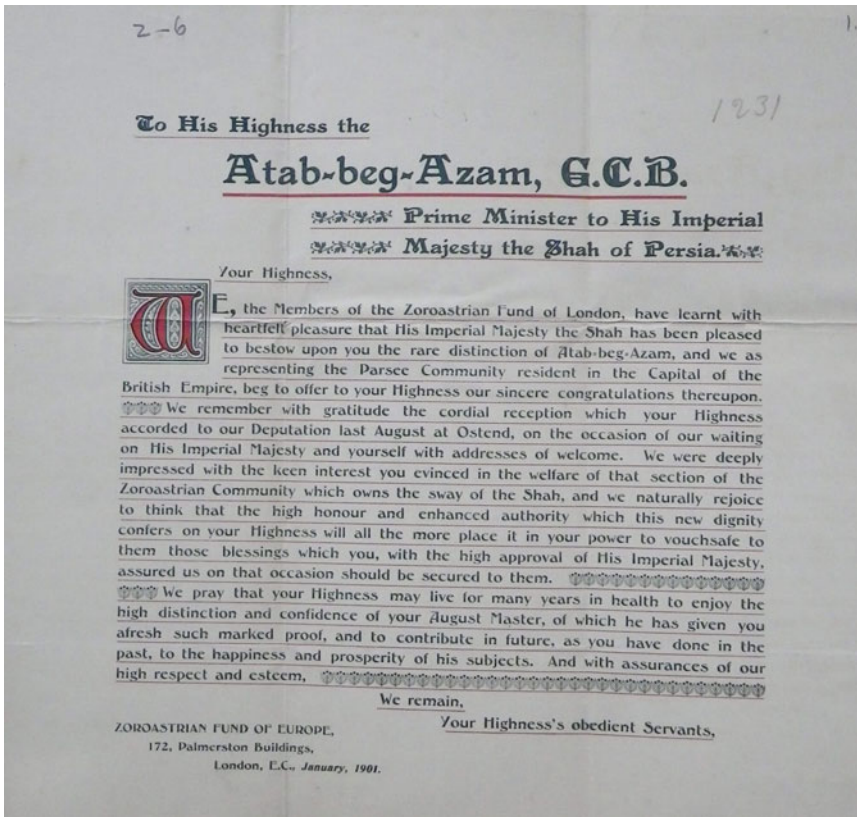 2-6
1231
To His Highness the
Atab-beg-Azam, G.C.B.
Prime Minister to His Imperial
Majesty the Shah of Persia.
Your Highness,
WE, the Members of the Zoroastrian Fund of London, have learnt with
heartfelt pleasure that His Imperial Majesty the Shah has been pleased
to bestow upon you the rare distinction of Atab-beg-Azam, and we as
representing the Parsee Community resident in the Capital of the
British Empire, beg to offer to your Highness our sincere congratulations thereupon.
We remember with gratitude the cordial reception which your Highness
accorded to our Deputation last August at Ostend, on the occasion of our waiting
on His Imperial Majesty and yourself with addresses of welcome. We were deeply
impressed with the keen interest you evinced in the welfare of that section of the
Zoroastrian Community which owns the sway of the Shah, and we naturally rejoice
to think that the high honour and enhanced authority which this new dignity
confers on your Highness will all the more place it in your power to vouchsafe to
them those blessings which you, with the high approval of His Imperial Majesty,
assured us on that occasion should be secured to them.
We pray that your Highness may live for many years in health to enjoy the
high distinction and confidence of your August Master, of which he has given you
afresh such marked proof, and to contribute in future, as you have done in the
past, to the happiness and prosperity of his subjects. And with assurances of our
high respect and esteem,
We remain,
Your Highness's obedient Servants,
ZOROASTRIAN FUND OF EUROPE,
172, Palmerston Buildings,
London, E.C., January, 1901.